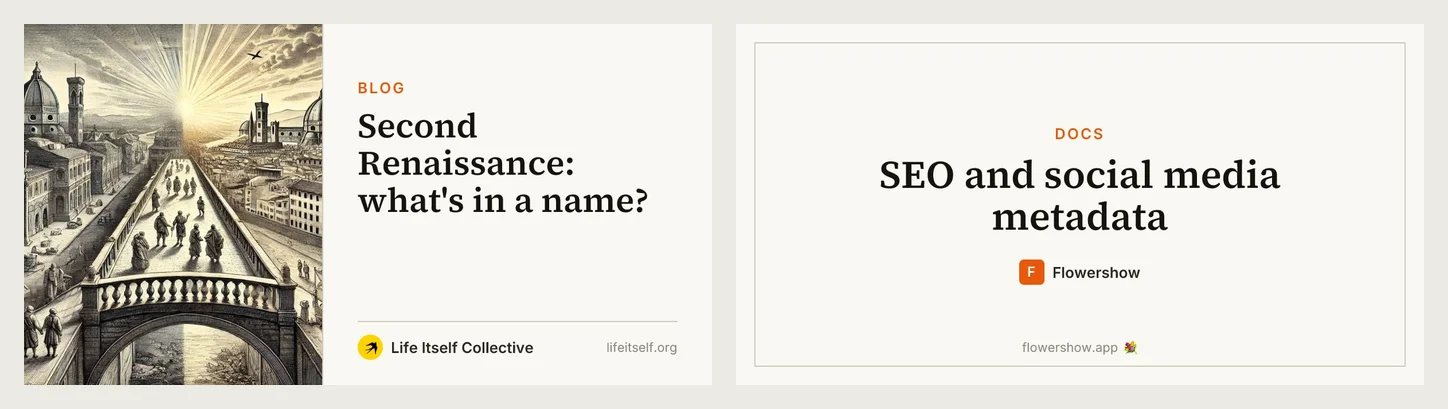 BLOG
Second
Renaissance:
what's in a name?
Life Itself Collective
lifeitself.org
DOCS
SEO and social media
metadata
F Flowershow
flowershow.app